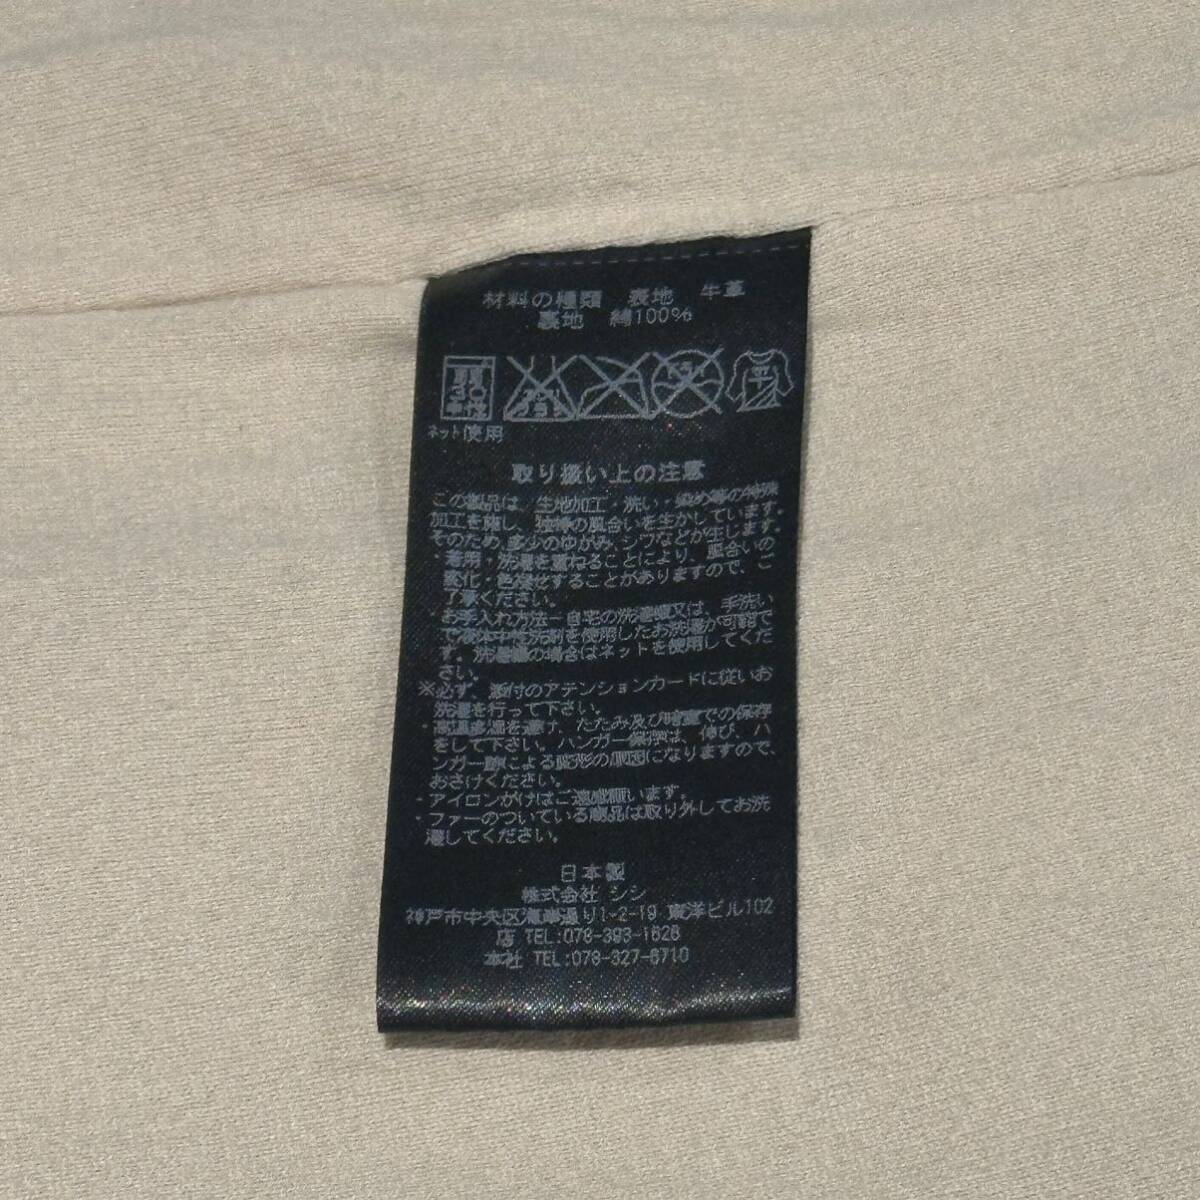 材料の種類 表地 牛革
裏地 綿100%
弱
30
中性
ネット使用
取り扱い上の注意
この製品は、生地加工・洗い・染め等の特殊
加工を施し、独特の風合いを生かしています。
そのため、多少のゆがみ、シワなどが生じます。
・着用・洗濯を重ねることにより、風合いの
変化・色褪せすることがありますので、ご
了承ください。
・お手入れ方法－自宅の洗濯機又は、手洗い
で液体中性洗剤を使用したお洗濯が可能で
す。洗濯機の場合はネットを使用してくだ
さい。
※必ず、添付のアテンションカードに従いお
洗濯を行って下さい。
・高温多湿を避け、たたみ及び暗室での保存
をして下さい。ハンガー保存は、伸び、ハ
ンガー跡による変形の原因になりますので、
おさけください。
・アイロンがけはご遠慮願います。
・ファーのついている商品は取り外してお洗
濯してください。
日本製
株式会社 シシ
神戸市中央区海岸通り1-2-19 東洋ビル102
店 TEL:078-393-1628
本社 TEL:078-327-6710